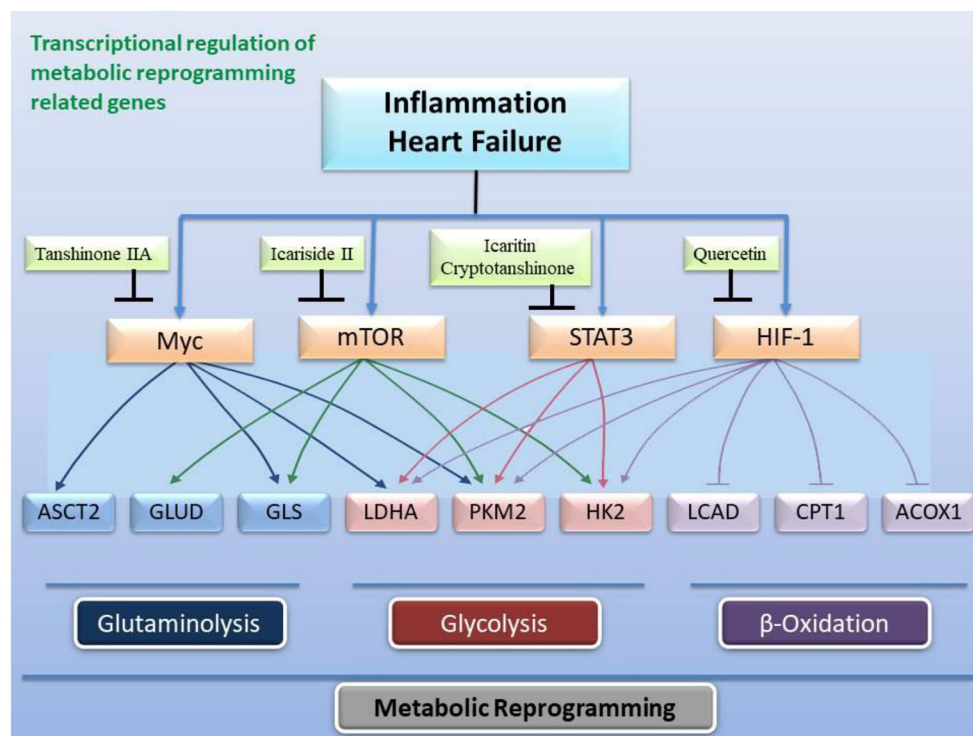 Transcriptional regulation of
metabolic reprogramming
related genes
Inflammation
Heart Failure
Tanshinone IIA
Icariside II
Icaritin
Cryptotanshinone
Quercetin
Myc
mTOR
STAT3
HIF-1
ASCT2
GLUD
GLS
LDHA
PKM2
HK2
LCAD
CPT1
ACOX1
Glutaminolysis
Glycolysis
β-Oxidation
Metabolic Reprogramming